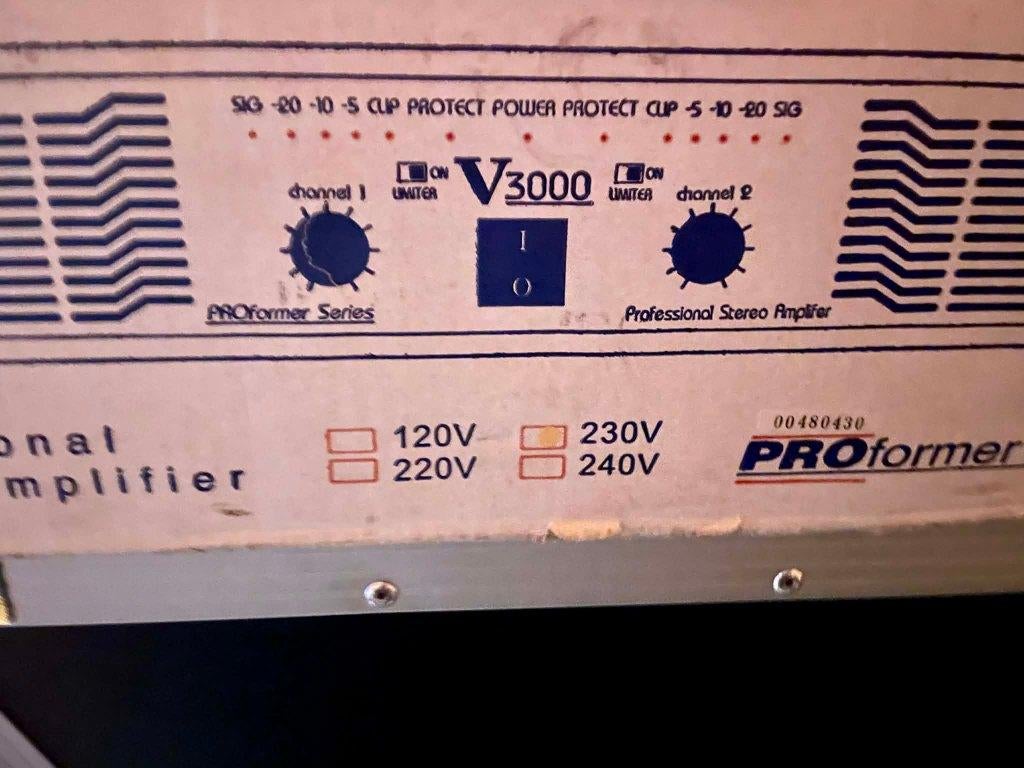 SIG -20 -10 -5 CLIP PROTECT POWER PROTECT CLIP -5 -10 -20 SIG
ON V3000 ON
channel 1 LIMITER LIMITER channel 2
I
O
PROformer Series Professional Stereo Amplifer
onal 120V 230V 00480430
mplifier 220V 240V PROformer